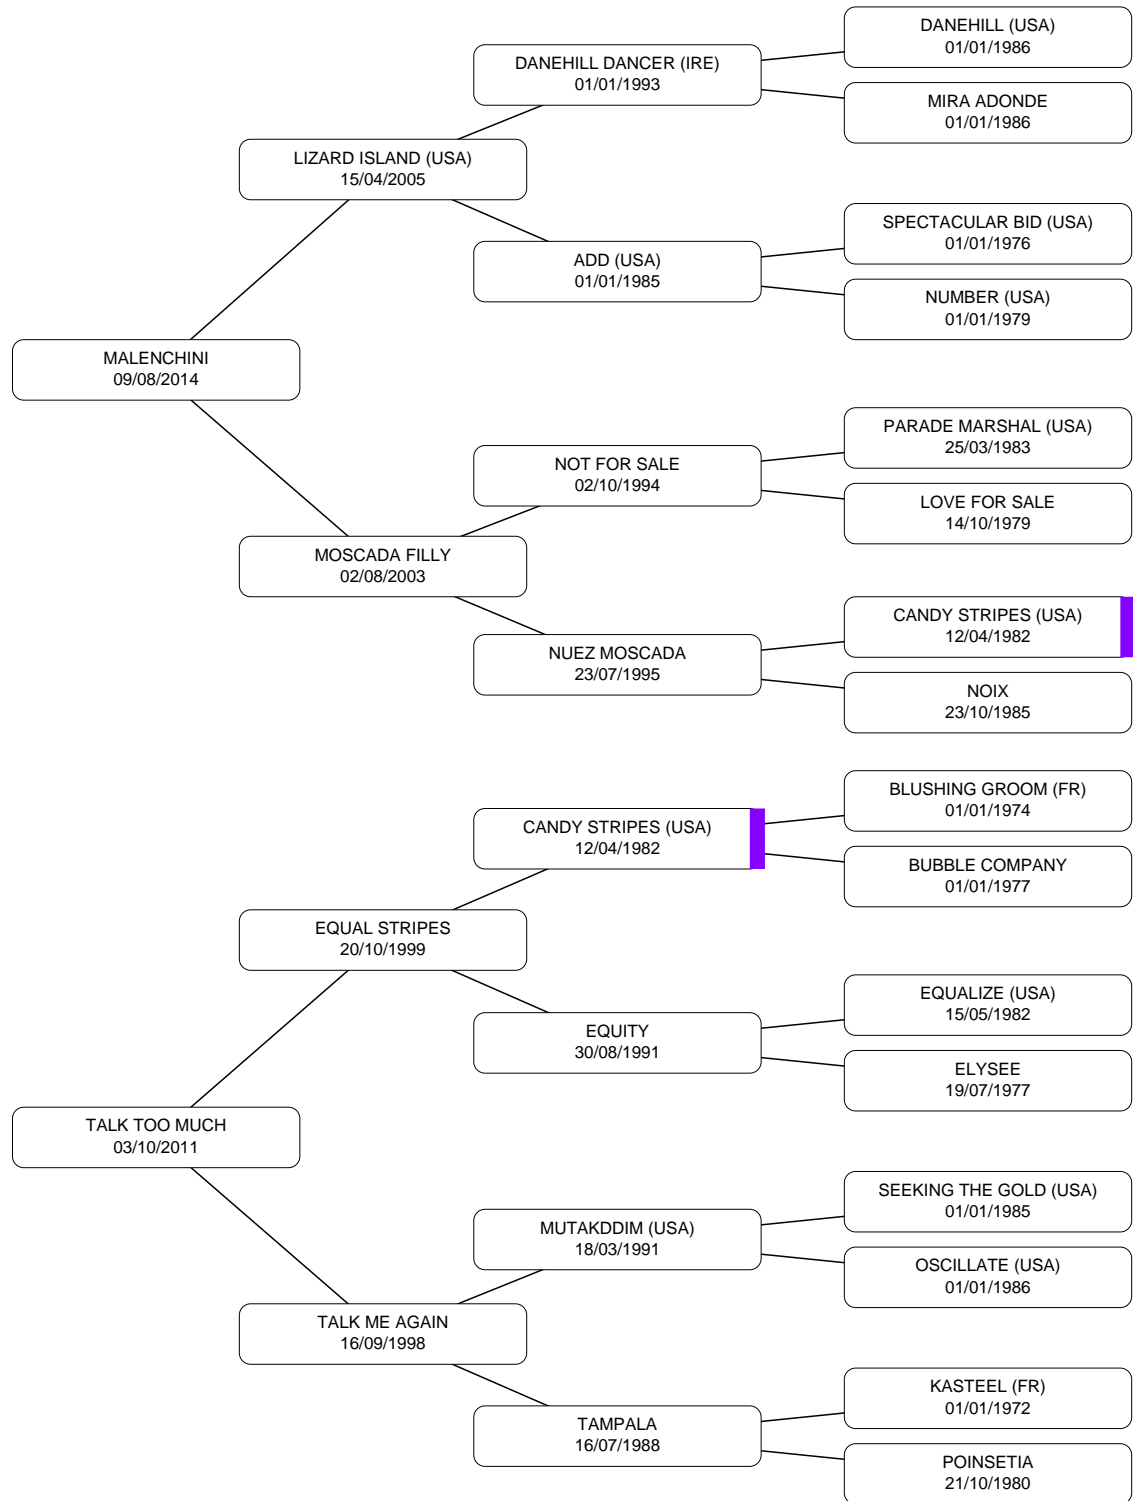 DANEHILL (USA)
01/01/1986
DANEHILL DANCER (IRE)
01/01/1993
MIRA ADONDE
01/01/1986
LIZARD ISLAND (USA)
15/04/2005
SPECTACULAR BID (USA)
01/01/1976
ADD (USA)
01/01/1985
NUMBER (USA)
01/01/1979
MALENCHINI
09/08/2014
PARADE MARSHAL (USA)
25/03/1983
NOT FOR SALE
02/10/1994
LOVE FOR SALE
14/10/1979
MOSCADA FILLY
02/08/2003
CANDY STRIPES (USA)
12/04/1982
NUEZ MOSCADA
23/07/1995
NOIX
23/10/1985
BLUSHING GROOM (FR)
01/01/1974
CANDY STRIPES (USA)
12/04/1982
BUBBLE COMPANY
01/01/1977
EQUAL STRIPES
20/10/1999
EQUALIZE (USA)
15/05/1982
EQUITY
30/08/1991
ELYSEE
19/07/1977
TALK TOO MUCH
03/10/2011
SEEKING THE GOLD (USA)
01/01/1985
MUTAKDDIM (USA)
18/03/1991
OSCILLATE (USA)
01/01/1986
TALK ME AGAIN
16/09/1998
KASTEEL (FR)
01/01/1972
TAMPALA
16/07/1988
POINSETIA
21/10/1980